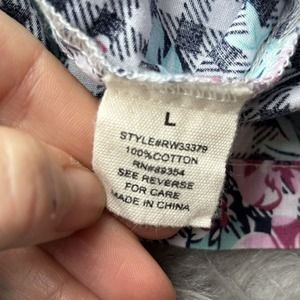 L
STYLE#RW33379
100%COTTON
RN#89354
SEE REVERSE
FOR CARE
MADE IN CHINA